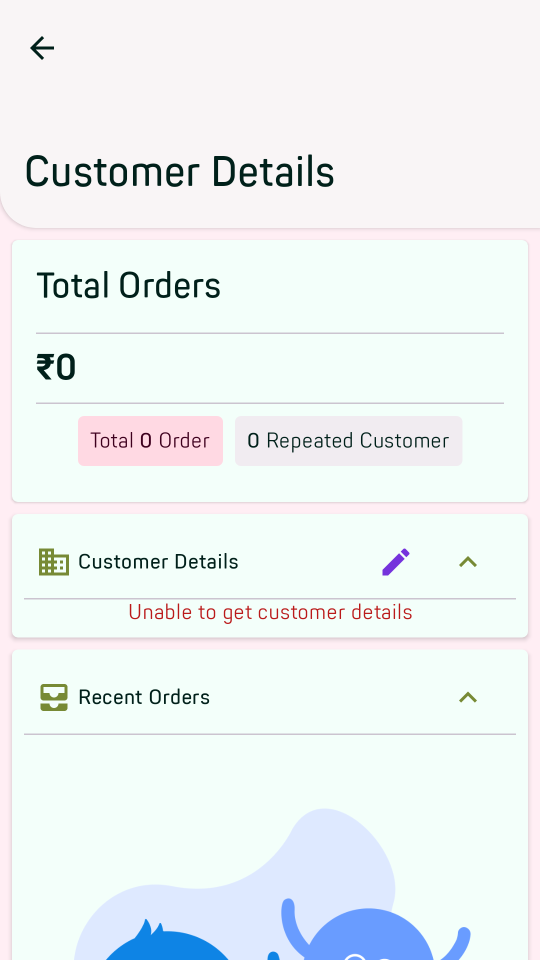 Customer Details
Total Orders
₹0
Total 0 Order
0 Repeated Customer
Customer Details
Unable to get customer details
Recent Orders